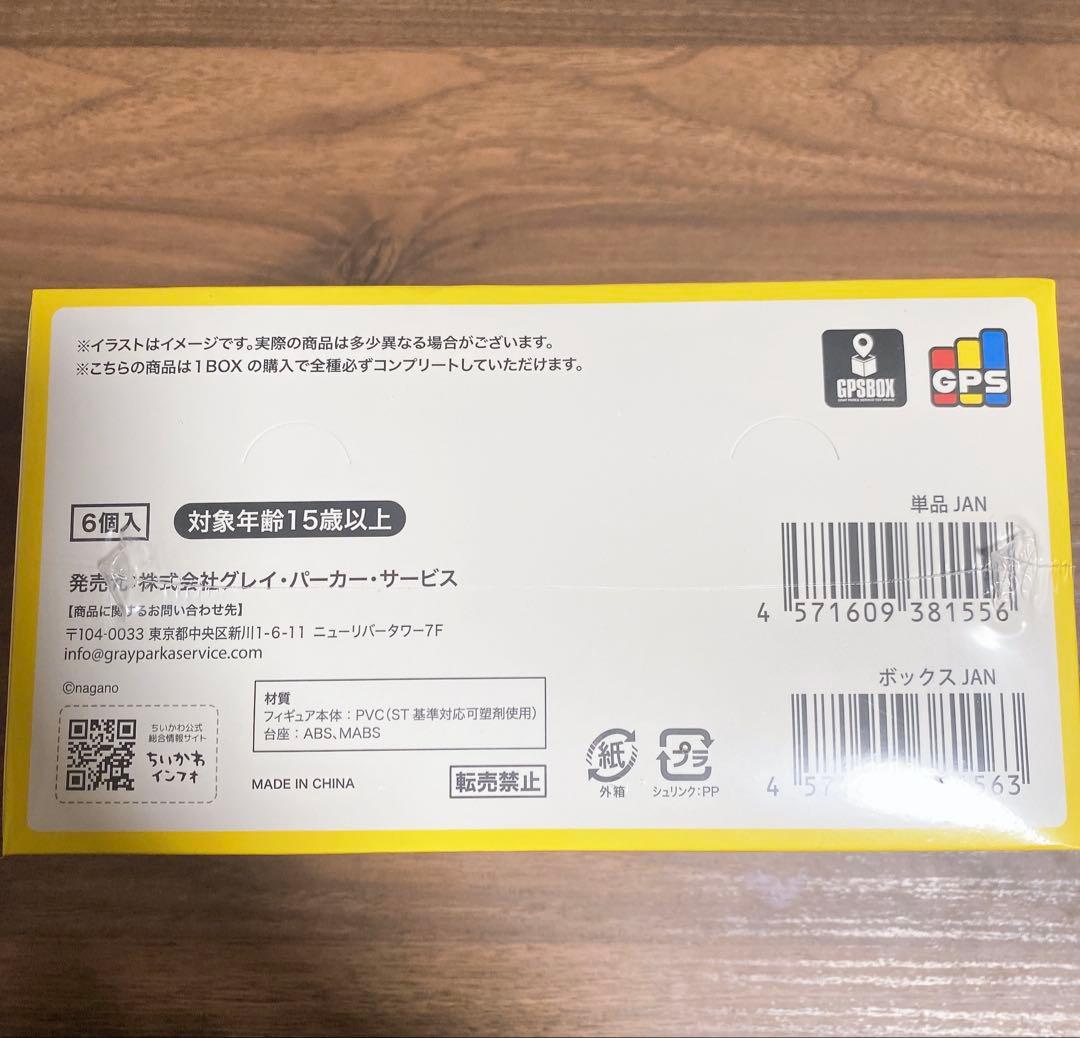 ※イラストはイメージです。実際の商品は多少異なる場合がございます。
※こちらの商品は1BOXの購入で全種必ずコンプリートしていただけます。
GPSBOX
GPS
6個入
対象年齢15歳以上
単品 JAN
4 571609 381556
発売元:株式会社グレイ・パーカー・サービス
【商品に関するお問い合わせ先】
〒104-0033 東京都中央区新川1-6-11 ニューリバータワー7F
info@grayparkaservice.com
ボックス JAN
©nagano
ちいかわ公式
総合情報サイト
ちいかわ
インフォ
材質
フィギュア本体:PVC(ST基準対応可塑剤使用)
台座:ABS、MABS
MADE IN CHINA
転売禁止
紙
外箱
プラ
シュリンク:PP